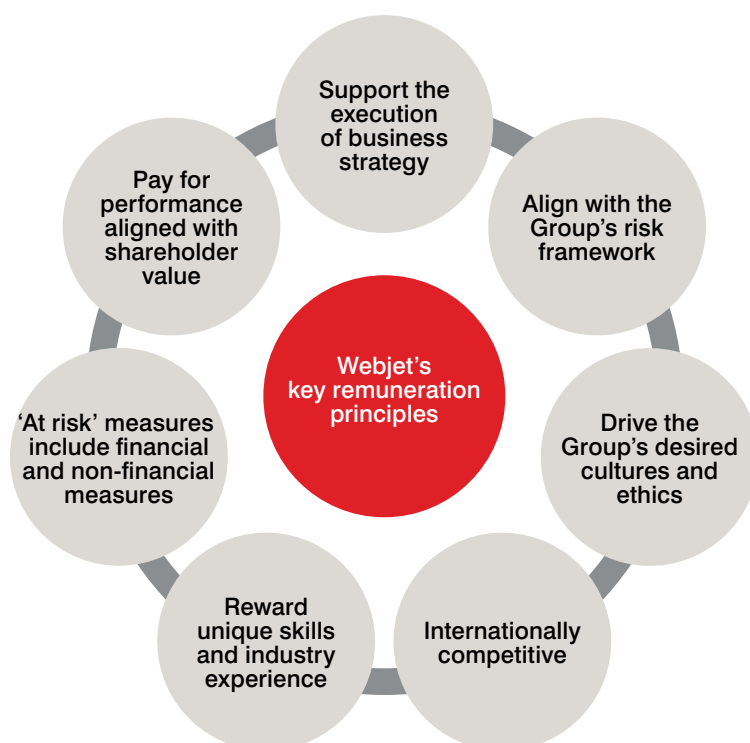 Support the
execution
of business
strategy
Align with the
Group's risk
framework
Drive the
Group's desired
cultures and
ethics
Internationally
competitive
Reward
unique skills
and industry
experience
'At risk' measures
include financial
and non-financial
measures
Pay for
performance
aligned with
shareholder
value
Webjet's
key remuneration
principles